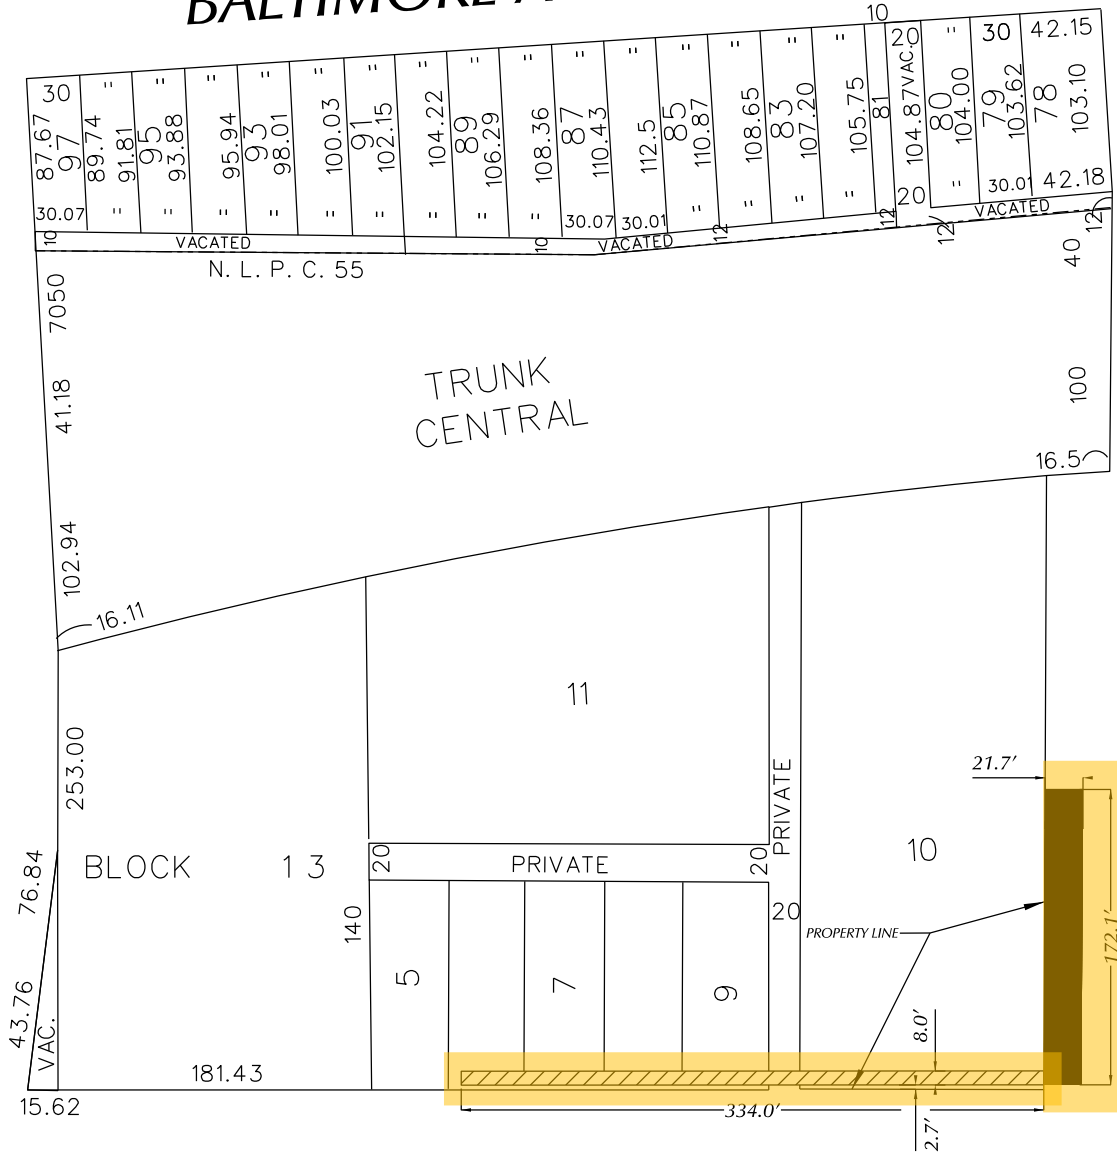 BALTIMORE A
10
30 " " " " " " " " " " " " " " " 20 " 30 42.15
87.67 97 89.74 91.81 95 93.88 95.94 93 98.01 100.03 91 102.15 104.22 89 106.29 108.36 87 110.43 112.5 85 110.87 108.65 83 107.20 105.75 81 104.87 VAC. 80 104.00 79 103.62 78 103.10
30.07 " " " " " " " " " 30.07 30.01 " " " " 20 " 30.01 42.18
10 VACATED 10 VACATED 12 12 12 VACATED 12
N. L. P. C. 55
40
7050
TRUNK
CENTRAL
41.18
100
16.5
102.94
16.11
11
253.00
PRIVATE
21.7'
BLOCK 13
20 PRIVATE 20
10
76.84
140
20
PROPERTY LINE
172.1'
5 7 9
43.76
VAC.
8.0'
181.43
15.62
334.0'
2.7'